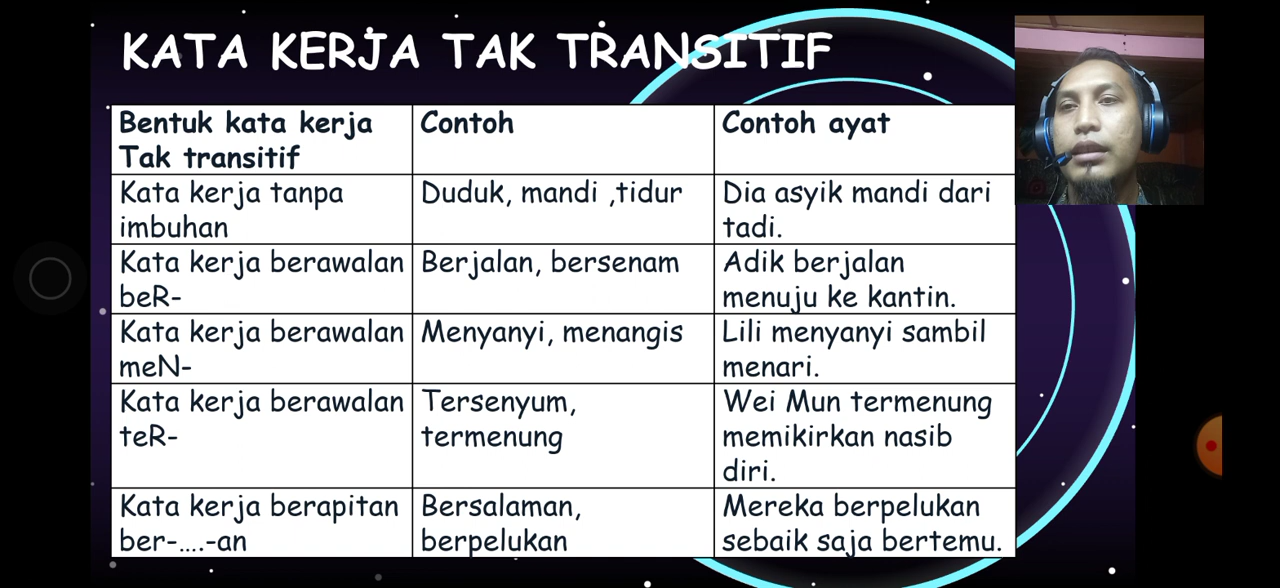 KATA KERJA TAK TRANSITIF
Bentuk kata kerja
Tak transitif
Contoh
Contoh ayat
Kata kerja tanpa
imbuhan
Duduk, mandi ,tidur
Dia asyik mandi dari
tadi.
Kata kerja berawalan
beR-
Berjalan, bersenam
Adik berjalan
menuju ke kantin.
Kata kerja berawalan
meN-
Menyanyi, menangis
Lili menyanyi sambil
menari.
Kata kerja berawalan
teR-
Tersenyum,
termenung
Wei Mun termenung
memikirkan nasib
diri.
Kata kerja berapitan
ber-....-an
Bersalaman,
berpelukan
Mereka berpelukan
sebaik saja bertemu.